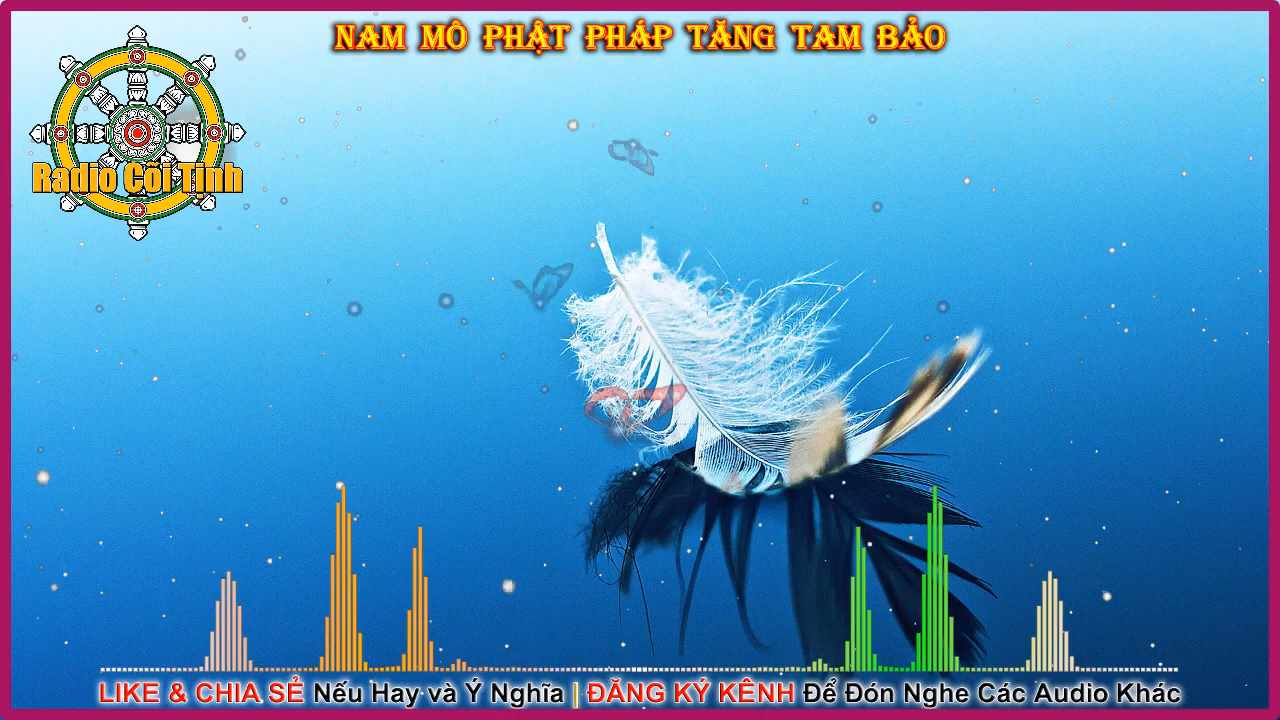 NAM MÔ PHẬT PHÁP TĂNG TAM BẢO
Radio Cõi Tịnh
LIKE & CHIA SẺ Nếu Hay và Ý Nghĩa | ĐĂNG KÝ KÊNH Để Đón Nghe Các Audio Khác